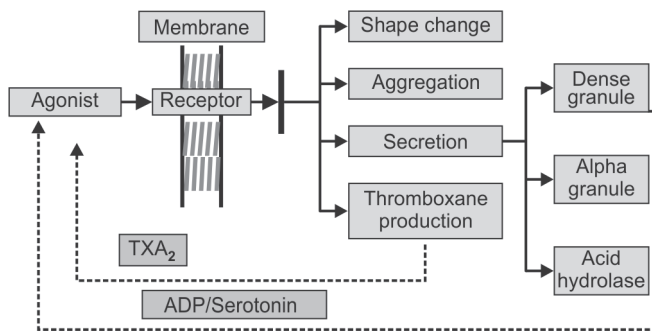 Membrane
Agonist
Receptor
Shape change
Aggregation
Secretion
Thromboxane
production
Dense
granule
Alpha
granule
Acid
hydrolase
TXA₂
ADP/Serotonin